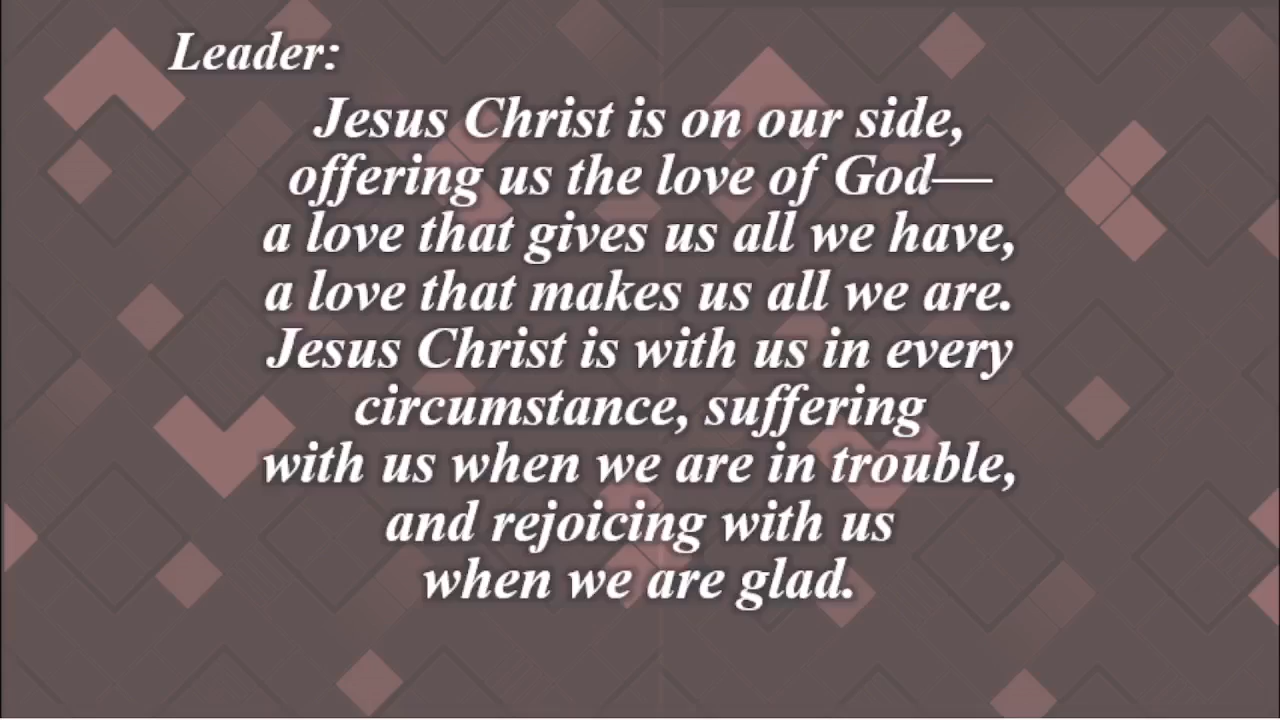 Leader:
Jesus Christ is on our side,
offering us the love of God—
a love that gives us all we have,
a love that makes us all we are.
Jesus Christ is with us in every
circumstance, suffering
with us when we are in trouble,
and rejoicing with us
when we are glad.